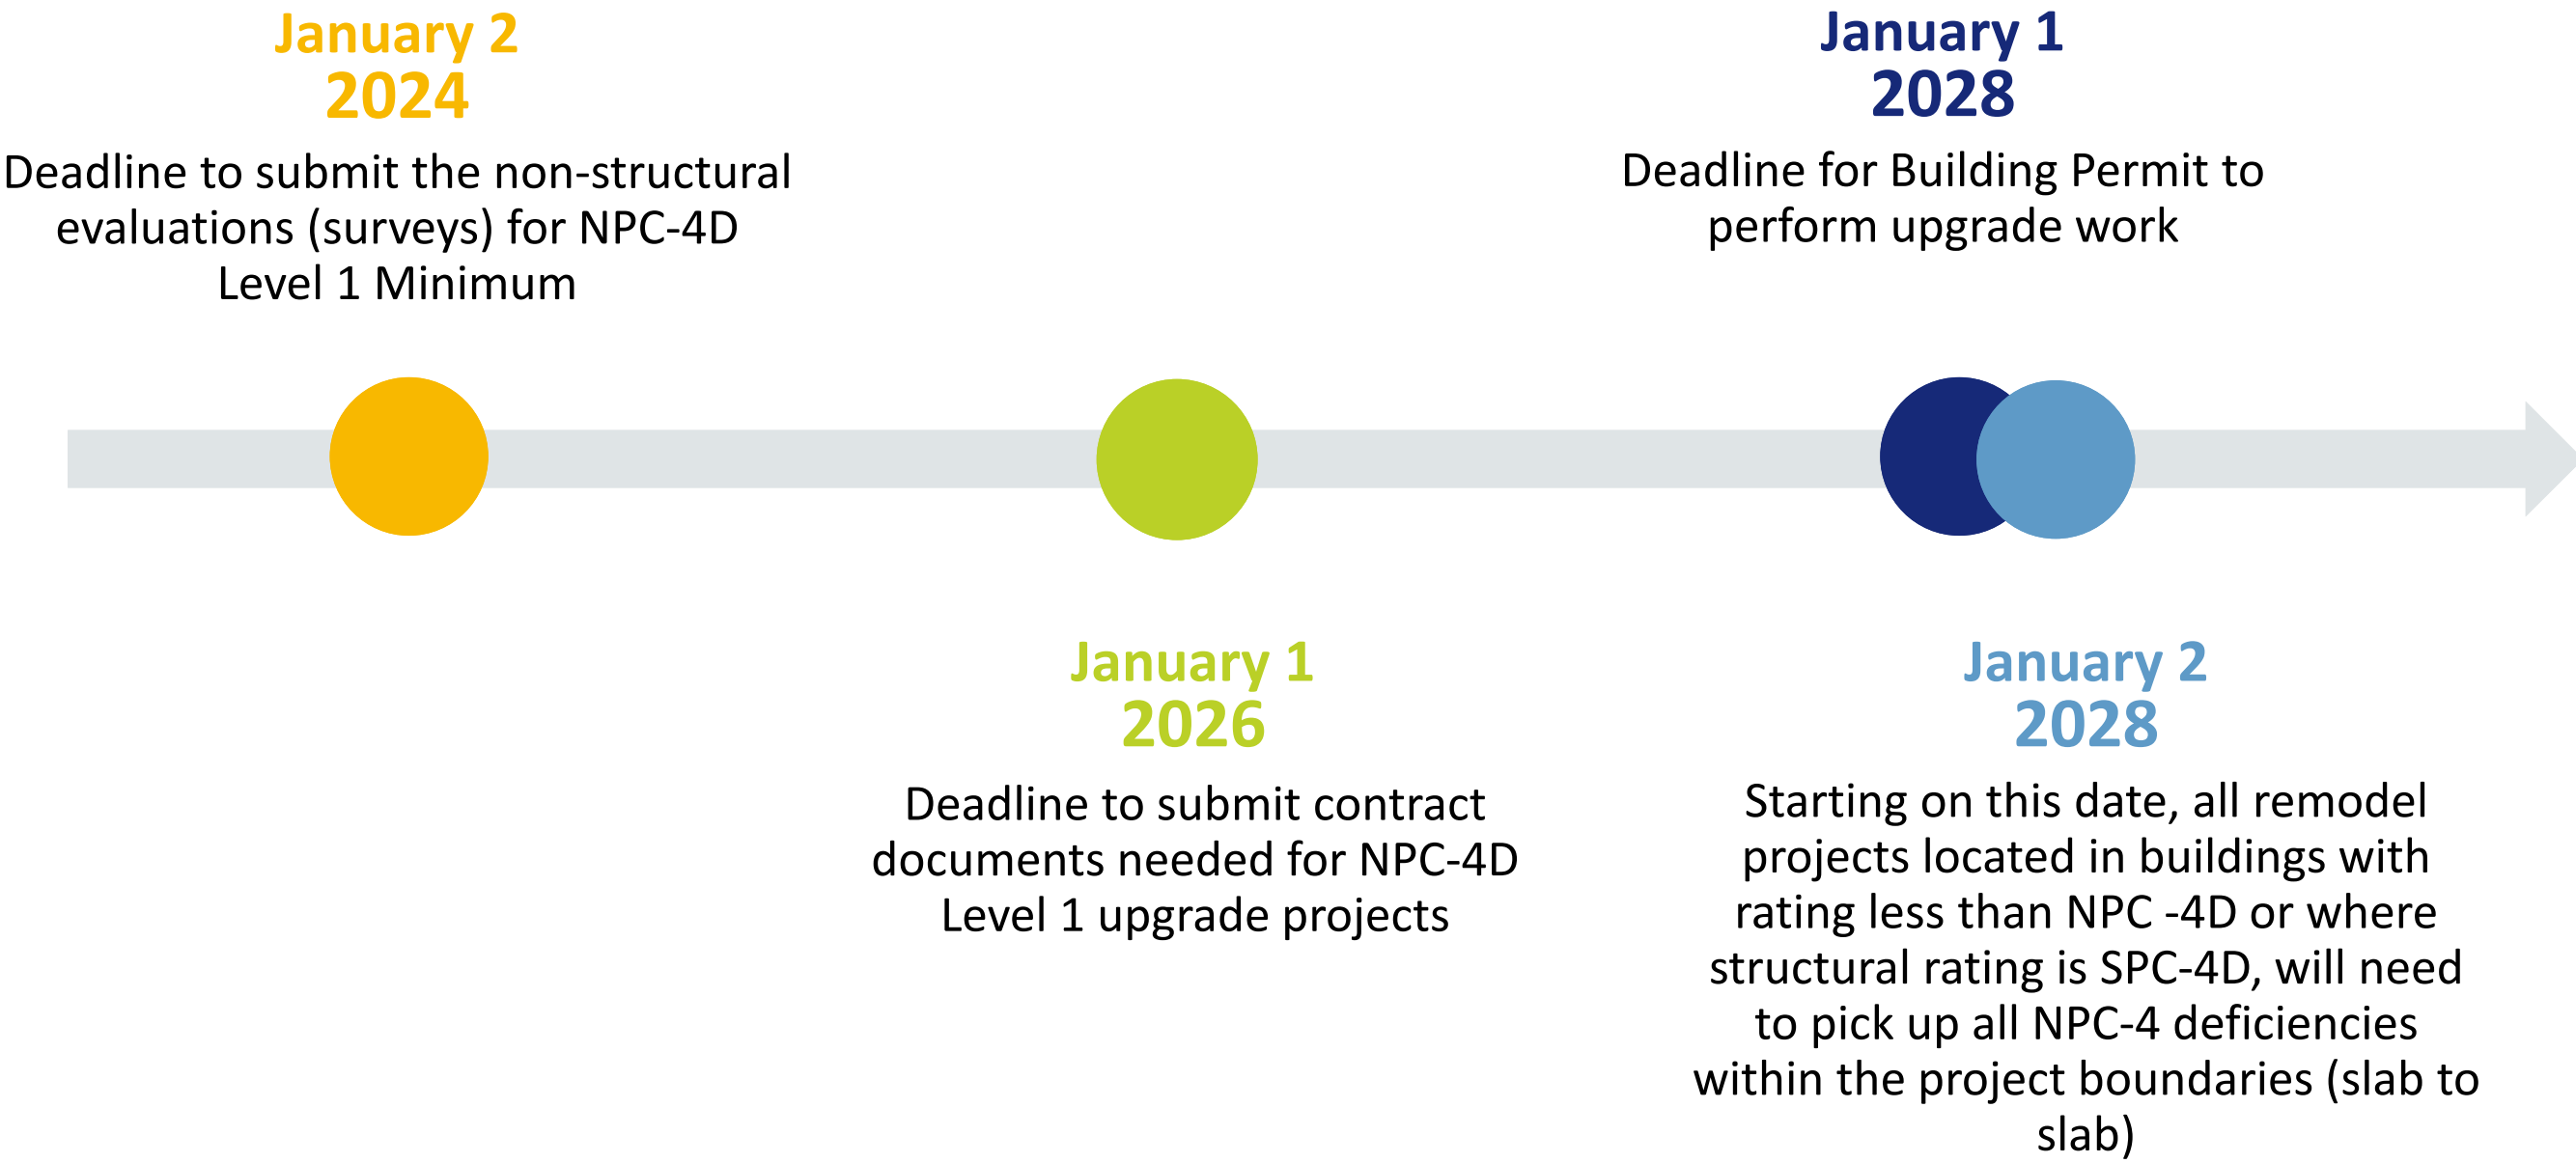 January 2
2024
Deadline to submit the non-structural
evaluations (surveys) for NPC-4D
Level 1 Minimum
January 1
2026
Deadline to submit contract
documents needed for NPC-4D
Level 1 upgrade projects
January 1
2028
Deadline for Building Permit to
perform upgrade work
January 2
2028
Starting on this date, all remodel
projects located in buildings with
rating less than NPC -4D or where
structural rating is SPC-4D, will need
to pick up all NPC-4 deficiencies
within the project boundaries (slab to
slab)